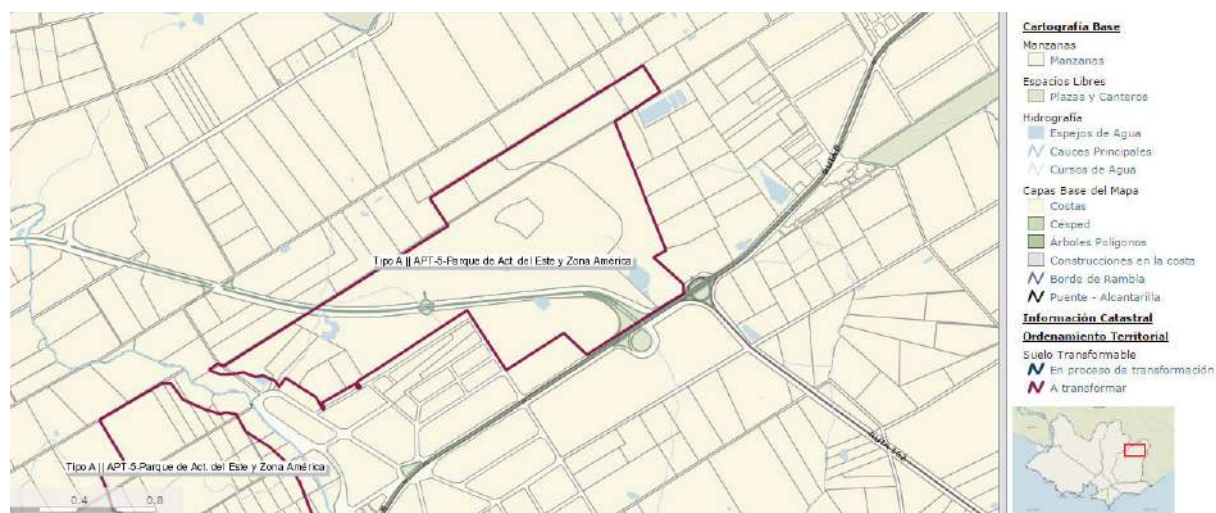 Tipo A || APT-5-Parque de Act. del Este y Zona América
Tipo A || APT-5-Parque de Act. del Este y Zona América
0.4 0.8
Cartografía Base
Manzanas
Manzanas
Espacios Libres
Plazas y Canteros
Hidrografía
Espejos de Agua
Cauces Principales
Cursos de Agua
Capas Base del Mapa
Costas
Césped
Árboles Polígonos
Construcciones en la costa
Borde de Rambla
Puente - Alcantarilla
Información Catastral
Ordenamiento Territorial
Suelo Transformable
En proceso de transformación
A transformar